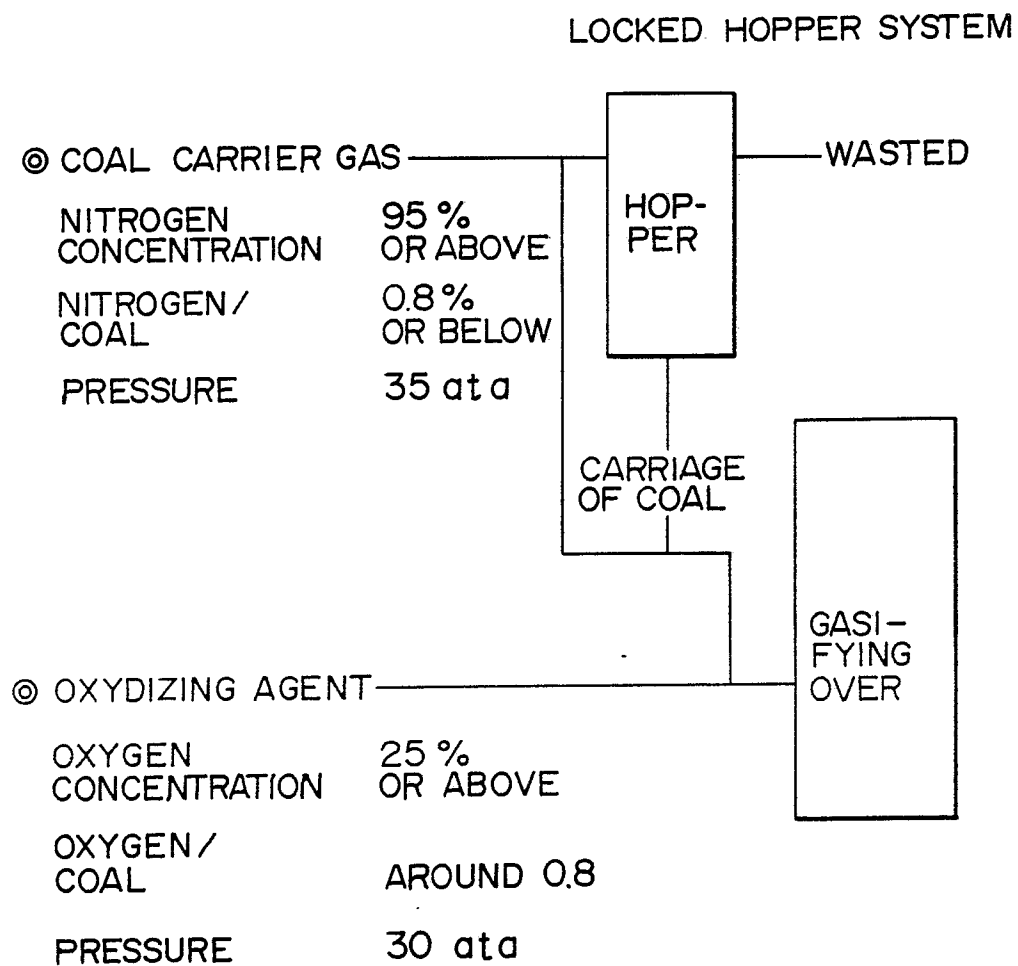 LOCKED HOPPER SYSTEM
◎ COAL CARRIER GAS
WASTED
HOP-
PER
NITROGEN
CONCENTRATION
95 %
OR ABOVE
NITROGEN/
COAL
0.8 %
OR BELOW
PRESSURE
35 ata
CARRIAGE
OF COAL
GASI-
FYING
OVER
◎ OXYDIZING AGENT
OXYGEN
CONCENTRATION
25 %
OR ABOVE
OXYGEN/
COAL
AROUND 0.8
PRESSURE
30 ata